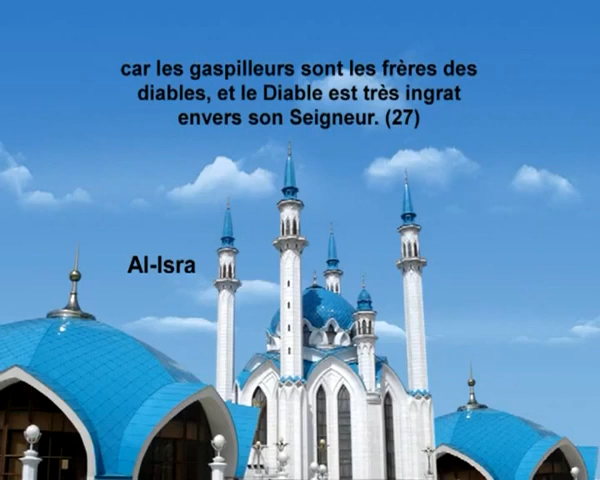 car les gaspilleurs sont les frères des
diables, et le Diable est très ingrat
envers son Seigneur. (27)
Al-Isra